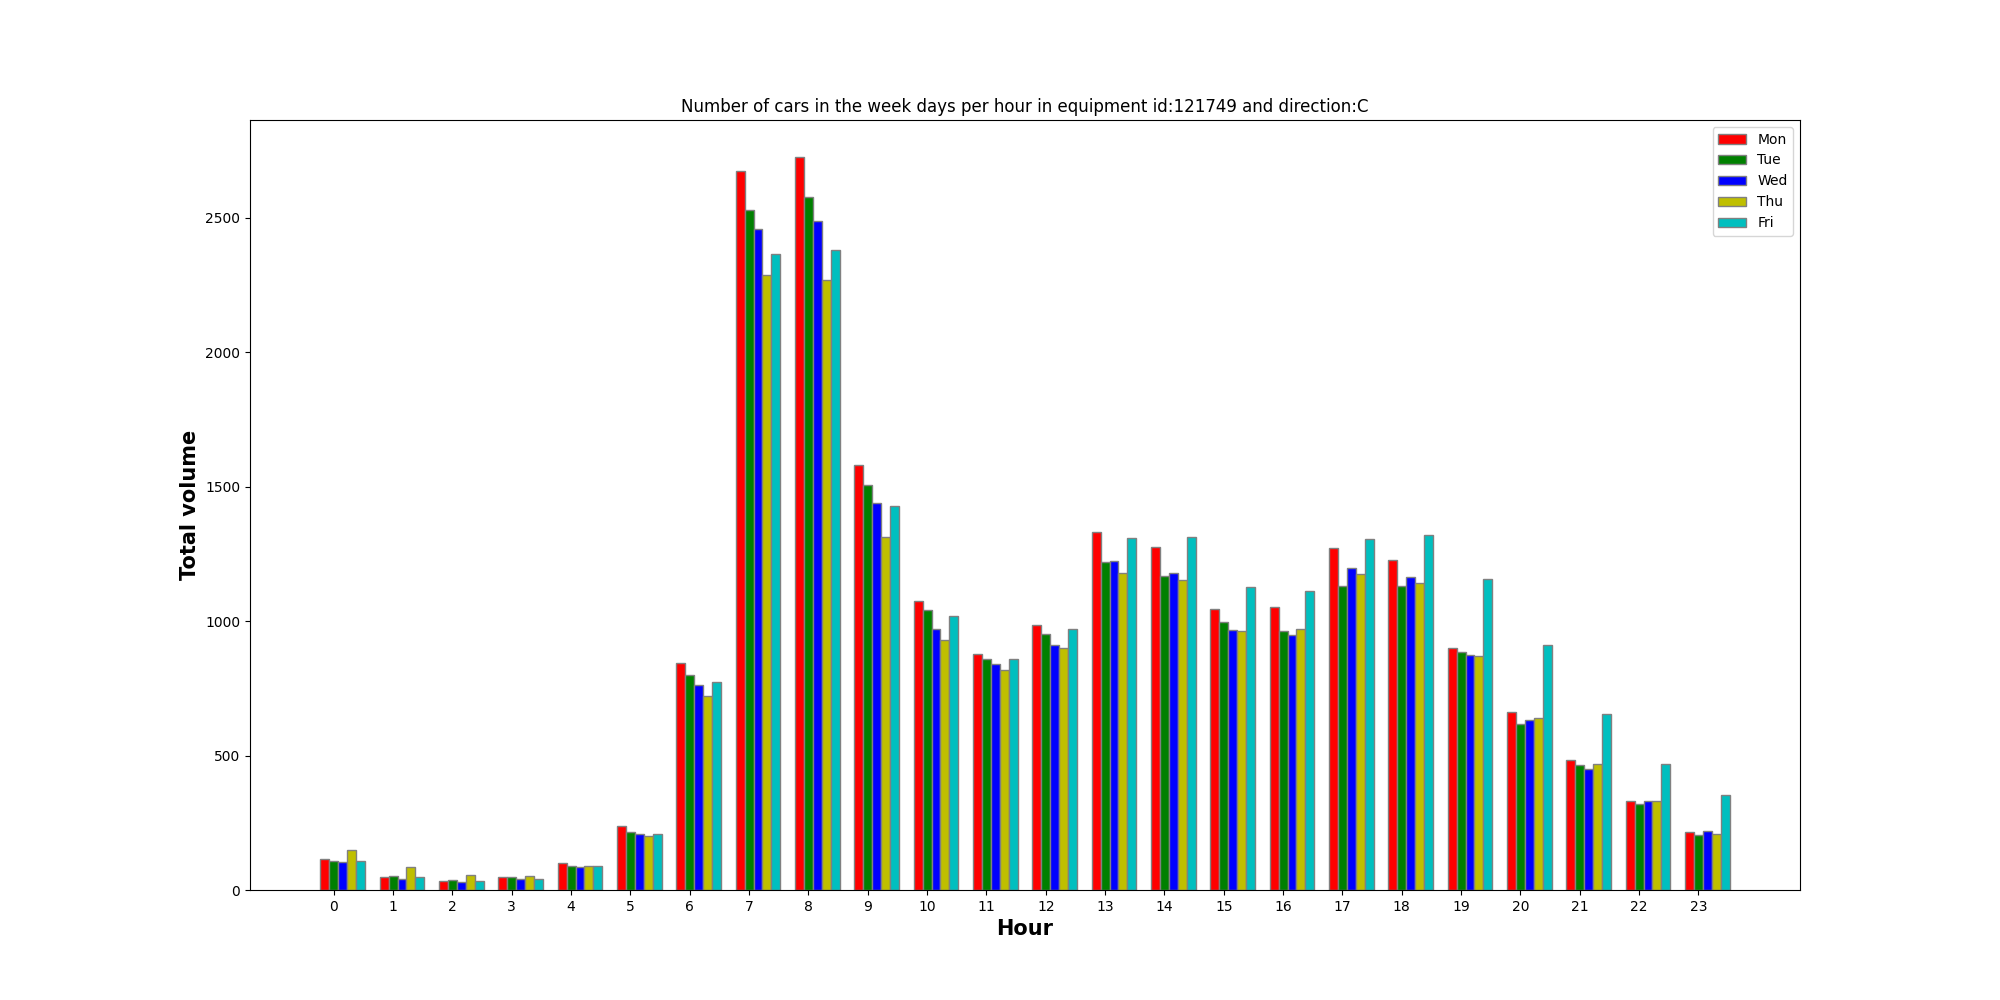 Number of cars in the week days per hour in equipment id:121749 and direction:C
Mon
Tue
Wed
Thu
Fri
Total volume
2500
2000
1500
1000
500
0
0 1 2 3 4 5 6 7 8 9 10 11 12 13 14 15 16 17 18 19 20 21 22 23
Hour